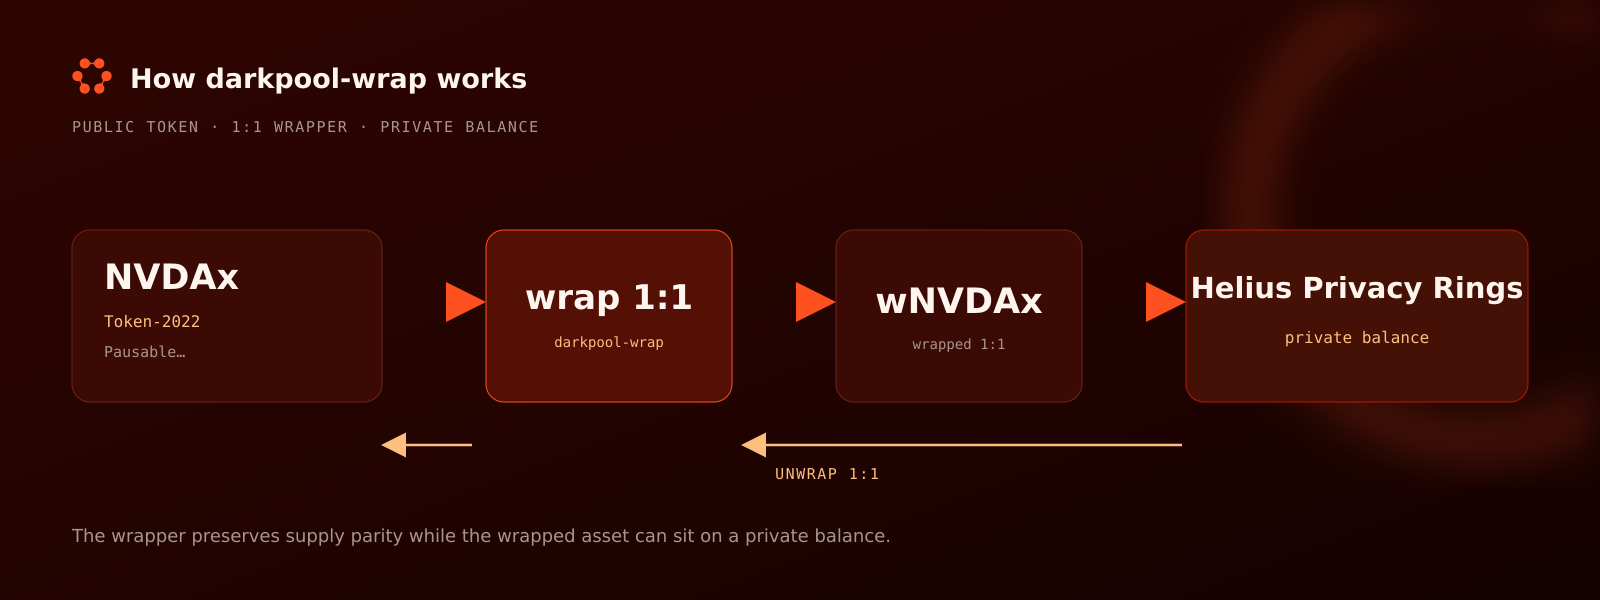 How darkpool-wrap works
PUBLIC TOKEN · 1:1 WRAPPER · PRIVATE BALANCE
NVDAx
Token-2022
Pausable…
wrap 1:1
darkpool-wrap
wNVDAx
wrapped 1:1
Helius Privacy Rings
private balance
UNWRAP 1:1
The wrapper preserves supply parity while the wrapped asset can sit on a private balance.